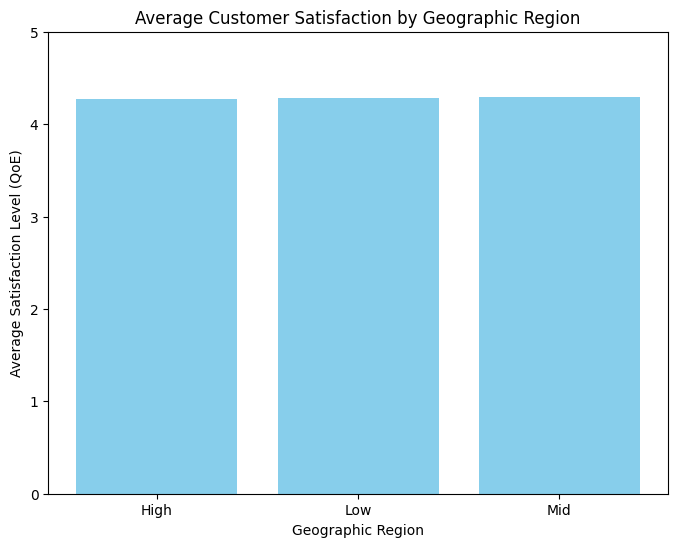 Average Customer Satisfaction by Geographic Region
Average Satisfaction Level (QoE)
5
4
3
2
1
0
High Low Mid
Geographic Region